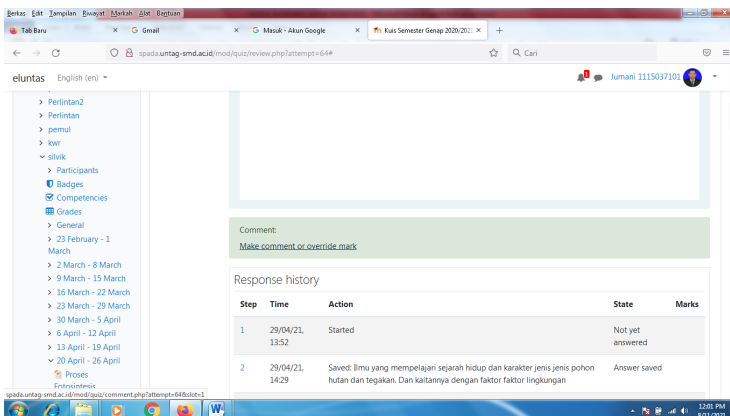 Berkas Edit Tampilan Riwayat Markah Alat Bantuan
Tab Baru
Gmail
Masuk - Akun Google
Kuis Semester Genap 2020/2021
spada.untag-smd.ac.id/mod/quiz/review.php?attempt=64#
Cari
eluntas English (en)
1
Jumani 1115037101
Perlintan2
Perlintan
pemul
kwr
silvik
Participants
Badges
Competencies
Grades
General
23 February - 1
March
2 March - 8 March
9 March - 15 March
16 March - 22 March
23 March - 29 March
30 March - 5 April
6 April - 12 April
13 April - 19 April
20 April - 26 April
Proses
Fotosintesis
Comment:
Make comment or override mark
Response history
Step Time Action State Marks
1 29/04/21, Started Not yet
13:52 answered
2 29/04/21, Saved: Ilmu yang mempelajari sejarah hidup dan karakter jenis jenis pohon Answer saved
14:29 hutan dan tegakan. Dan kaitannya dengan faktor faktor lingkungan
spada.untag-smd.ac.id/mod/quiz/comment.php?attempt=64&slot=1
12:01 PM